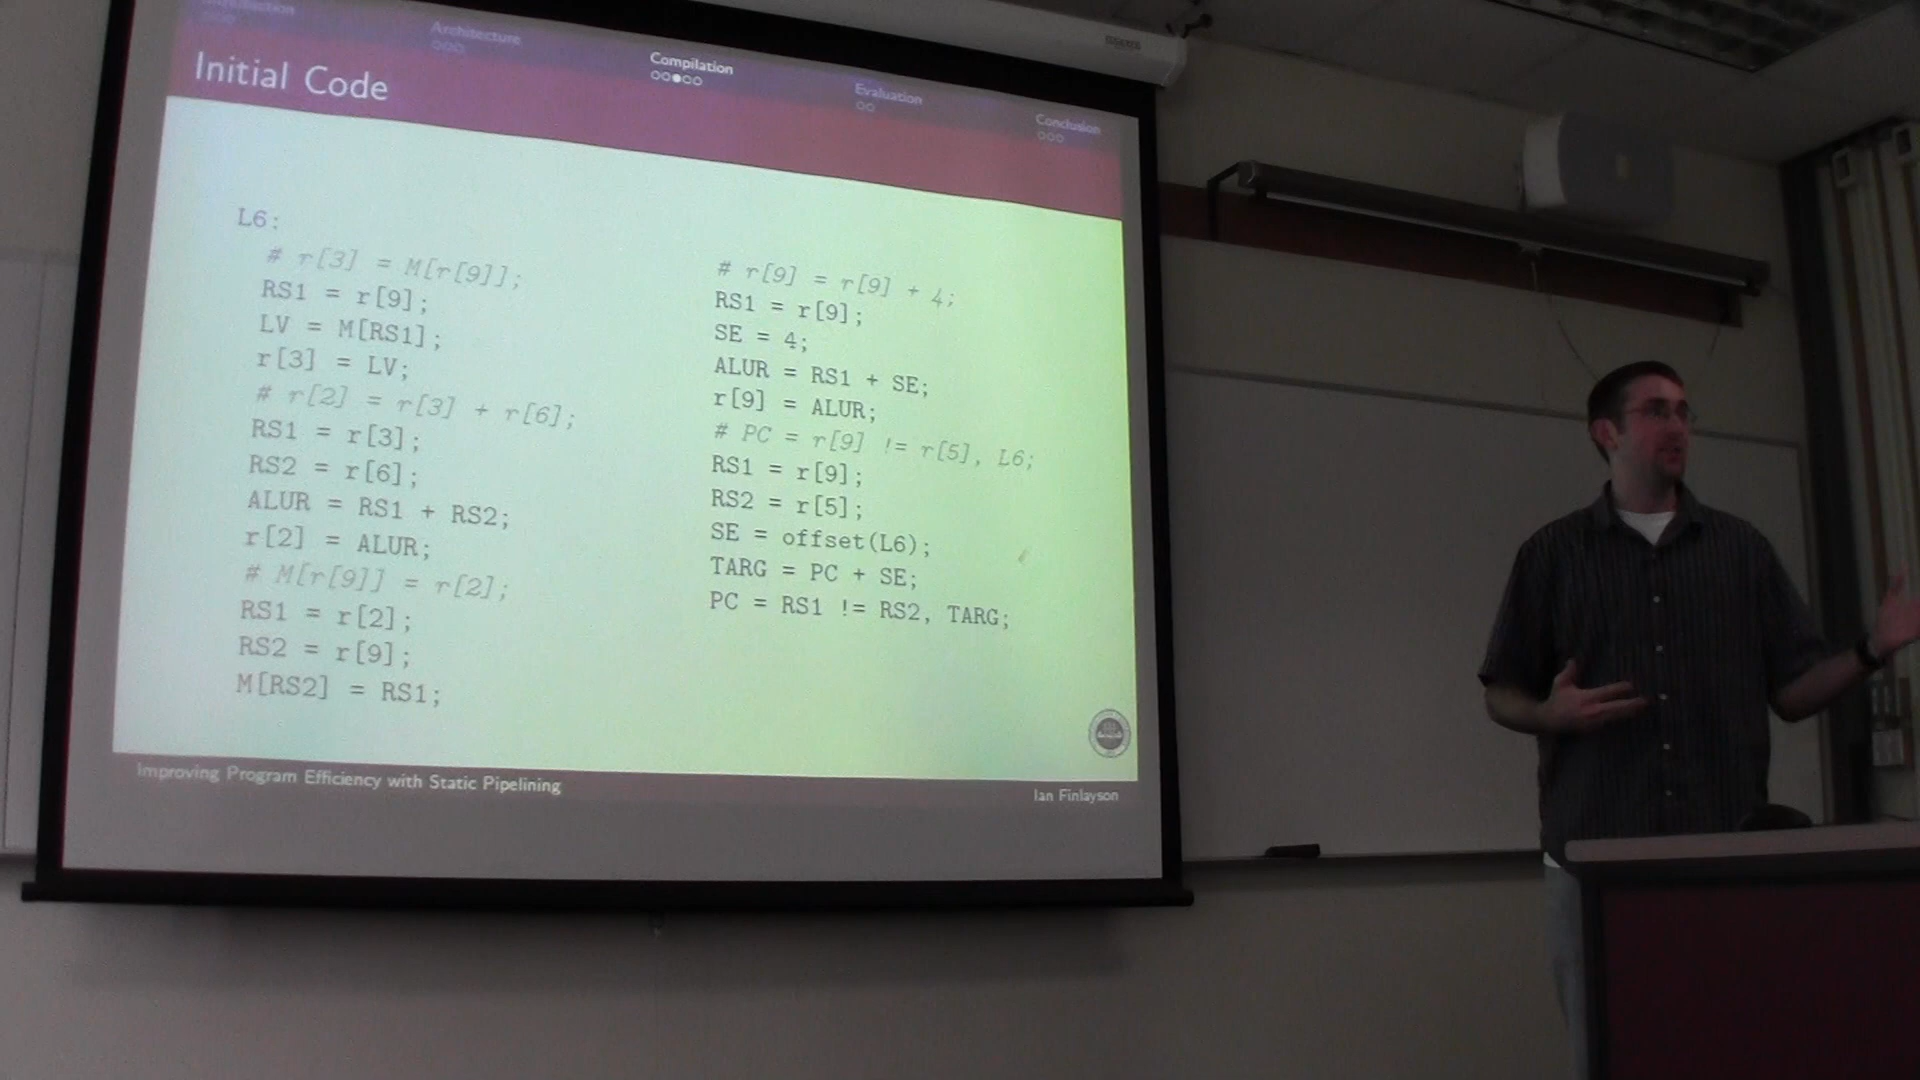 Architecture
Compilation
Evaluation
Conclusion
Initial Code
L6:
# r[3] = M[r[9]];
RS1 = r[9];
LV = M[RS1];
r[3] = LV;
# r[2] = r[3] + r[6];
RS1 = r[3];
RS2 = r[6];
ALUR = RS1 + RS2;
r[2] = ALUR;
# M[r[9]] = r[2];
RS1 = r[2];
RS2 = r[9];
M[RS2] = RS1;
# r[9] = r[9] + 4;
RS1 = r[9];
SE = 4;
ALUR = RS1 + SE;
r[9] = ALUR;
# PC = r[9] != r[5], L6;
RS1 = r[9];
RS2 = r[5];
SE = offset(L6);
TARG = PC + SE;
PC = RS1 != RS2, TARG;
Improving Program Efficiency with Static Pipelining
Ian Finlayson